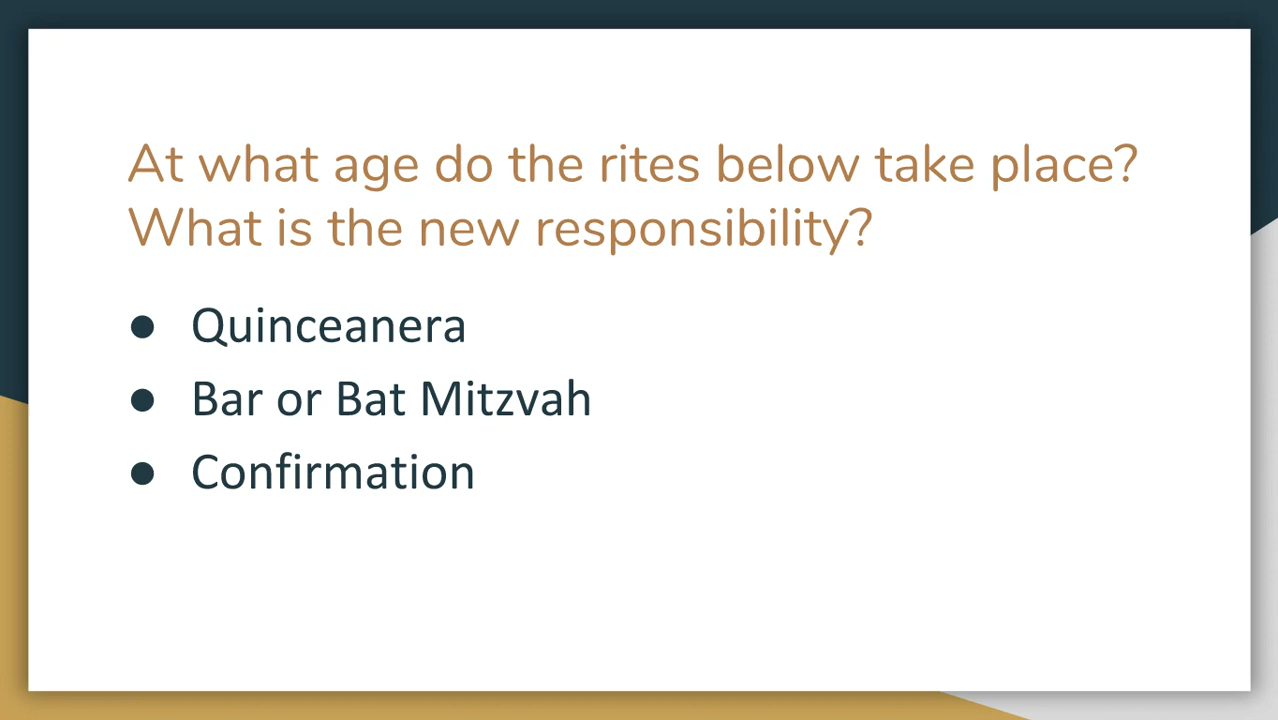 At what age do the rites below take place?
What is the new responsibility?
● Quinceanera
● Bar or Bat Mitzvah
● Confirmation